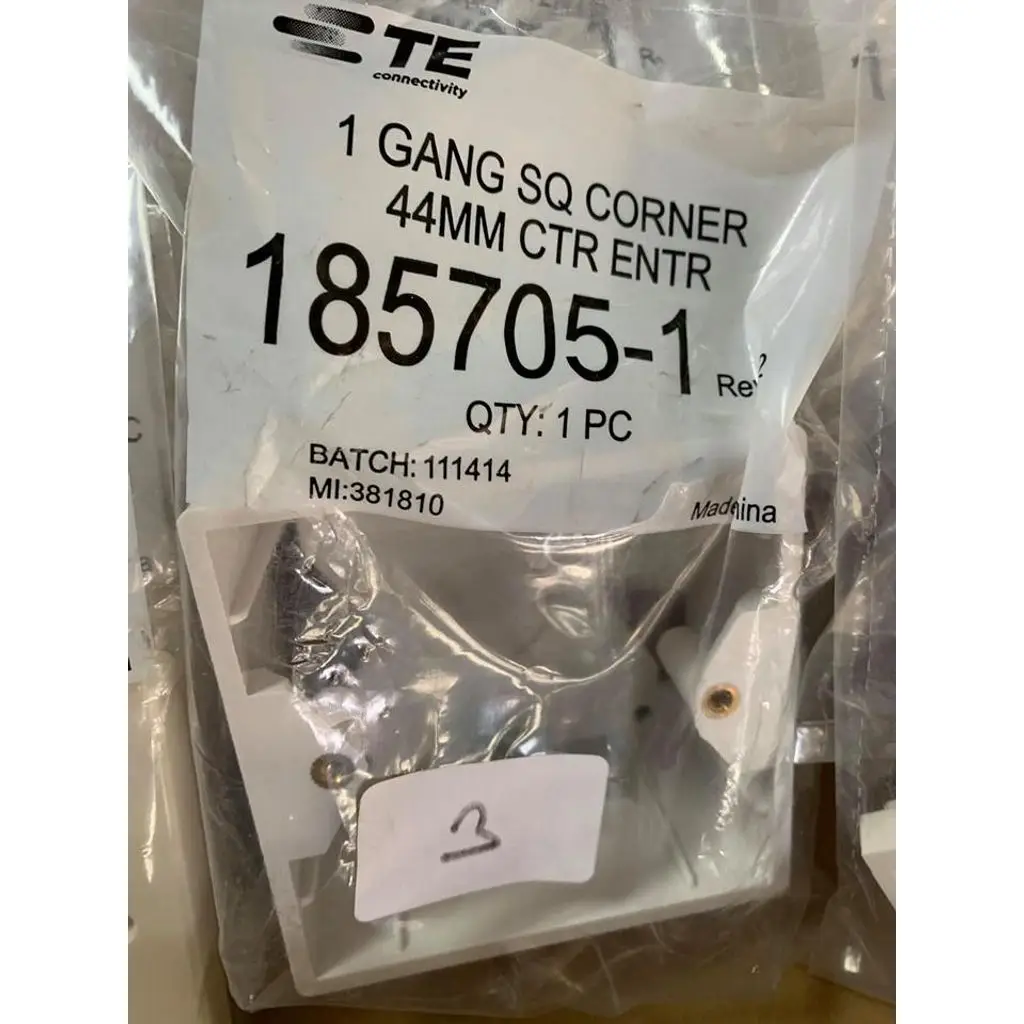 TE
connectivity
1 GANG SQ CORNER
44MM CTR ENTR
185705-1
QTY: 1 PC
BATCH: 111414
MI:381810
3